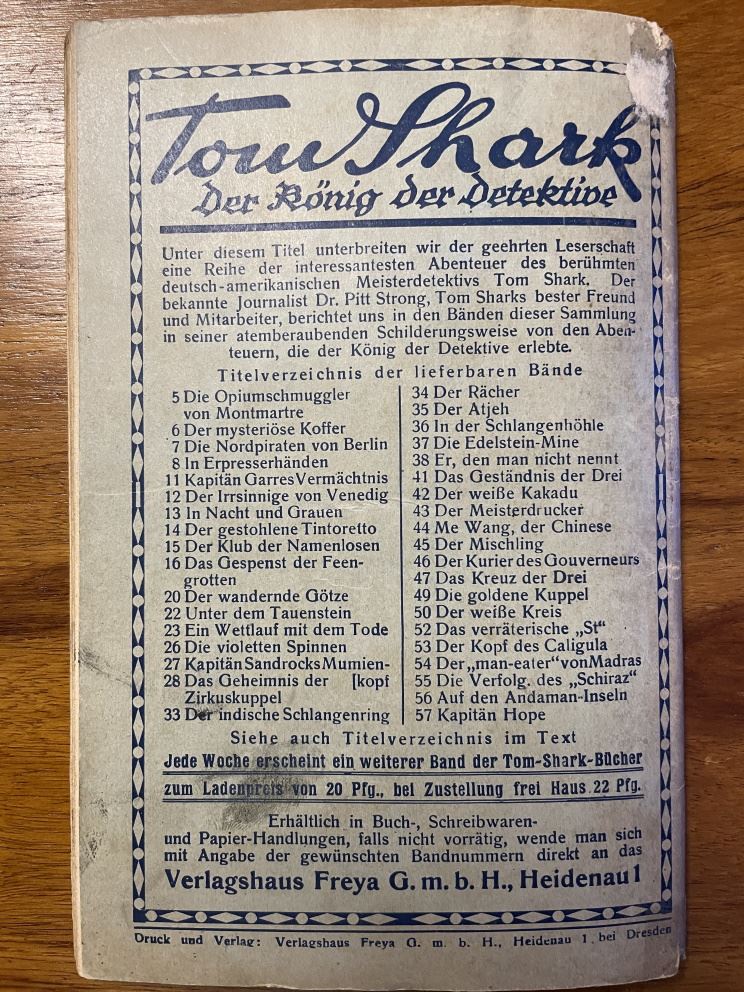 Tom Shark
Der König der Detektive
Unter diesem Titel unterbreiten wir der geehrten Leserschaft
eine Reihe der interessantesten Abenteuer des berühmten
deutsch-amerikanischen Meisterdetektivs Tom Shark. Der
bekannte Journalist Dr. Pitt Strong, Tom Sharks bester Freund
und Mitarbeiter, berichtet uns in den Bänden dieser Sammlung
in seiner atemberaubenden Schilderungsweise von den Aben-
teuern, die der König der Detektive erlebte.
Titelverzeichnis der lieferbaren Bände
5 Die Opiumschmuggler
von Montmartre
6 Der mysteriöse Koffer
7 Die Nordpiraten von Berlin
8 In Erpresserhänden
11 Kapitän Garres Vermächtnis
12 Der Irrsinnige von Venedig
13 In Nacht und Grauen
14 Der gestohlene Tintoretto
15 Der Klub der Namenlosen
16 Das Gespenst der Feen-
grotten
20 Der wandernde Götze
22 Unter dem Tauenstein
23 Ein Wettlauf mit dem Tode
26 Die violetten Spinnen
27 Kapitän Sandrocks Mumien-
28 Das Geheimnis der [kopf
Zirkuskuppel
33 Der indische Schlangenring
34 Der Rächer
35 Der Atjeh
36 In der Schlangenhöhle
37 Die Edelstein-Mine
38 Er, den man nicht nennt
41 Das Geständnis der Drei
42 Der weiße Kakadu
43 Der Meisterdrucker
44 Me Wang, der Chinese
45 Der Mischling
46 Der Kurier des Gouverneurs
47 Das Kreuz der Drei
49 Die goldene Kuppel
50 Der weiße Kreis
52 Das verräterische „St“
53 Der Kopf des Caligula
54 Der „man-eater“ von Madras
55 Die Verfolg. des „Schiraz“
56 Auf den Andaman-Inseln
57 Kapitän Hope
Siehe auch Titelverzeichnis im Text
Jede Woche erscheint ein weiterer Band der Tom-Shark-Bücher
zum Ladenpreis von 20 Pfg., bei Zustellung frei Haus 22 Pfg.
Erhältlich in Buch-, Schreibwaren-
und Papier-Handlungen, falls nicht vorrätig, wende man sich
mit Angabe der gewünschten Bandnummern direkt an das
Verlagshaus Freya G. m. b. H., Heidenau 1
Druck und Verlag: Verlagshaus Freya G. m. b. H., Heidenau 1. bei Dresden